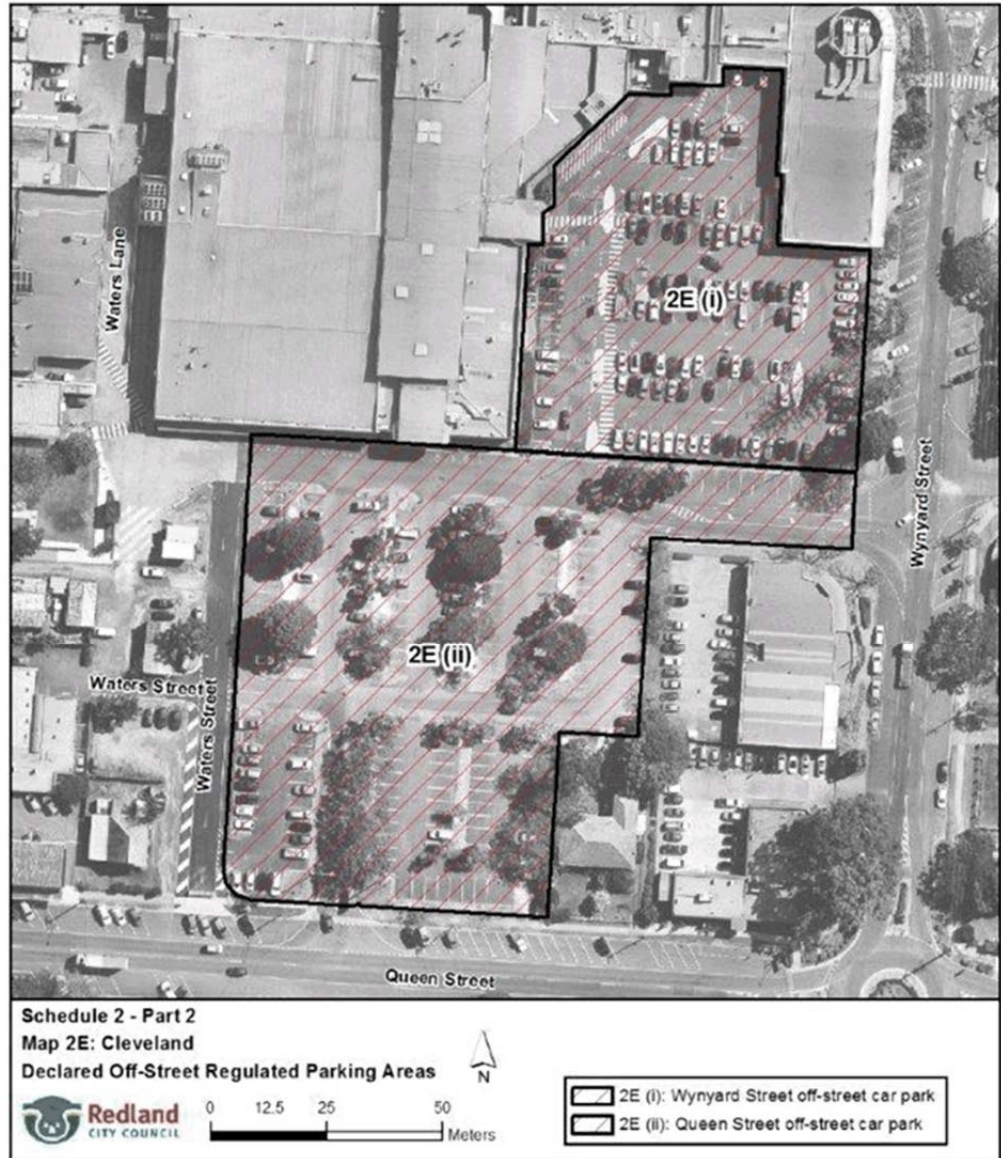 Waters Lane
2E (i)
Wynyard Street
2E (ii)
Waters Street
Waters Street
Queen Street
Schedule 2 - Part 2
Map 2E: Cleveland
Declared Off-Street Regulated Parking Areas
N
Redland
CITY COUNCIL
0 12.5 25 50
Meters
2E (i): Wynyard Street off-street car park
2E (ii): Queen Street off-street car park